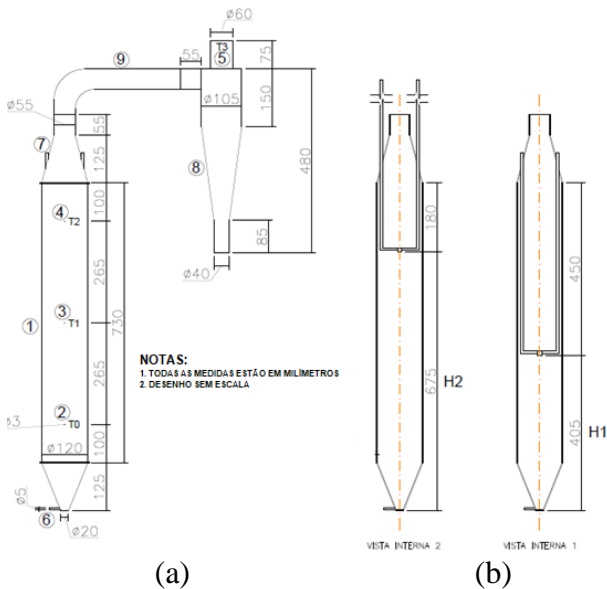 Ø60
T3
5
75
9
55
Ø105
150
480
Ø55
55
7
125
8
100
4
T2
85
Ø40
265
1
3
T1
730
265
NOTAS:
1. TODAS AS MEDIDAS ESTÃO EM MILÍMETROS
2. DESENHO SEM ESCALA
2
T0
Ø3
100
Ø120
125
Ø5
6
Ø20
180
675
H2
450
405
H1
VISTA INTERNA 2
VISTA INTERNA 1
(a)
(b)